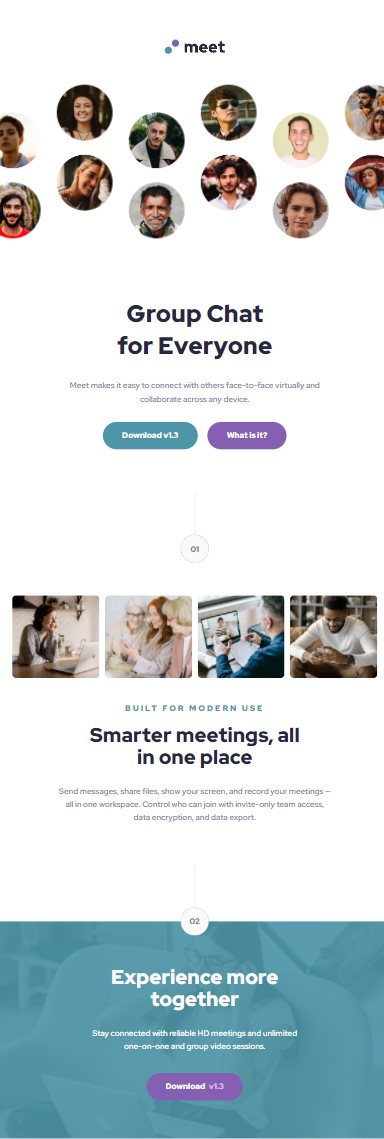 meet
Group Chat
for Everyone
Meet makes it easy to connect with others face-to-face virtually and
collaborate across any device.
Download v1.3
What is it?
01
BUILT FOR MODERN USE
Smarter meetings, all
in one place
Send messages, share files, show your screen, and record your meetings –
all in one workspace. Control who can join with invite-only team access,
data encryption, and data export.
02
Experience more
together
Stay connected with reliable HD meetings and unlimited
one-on-one and group video sessions.
Download v1.3